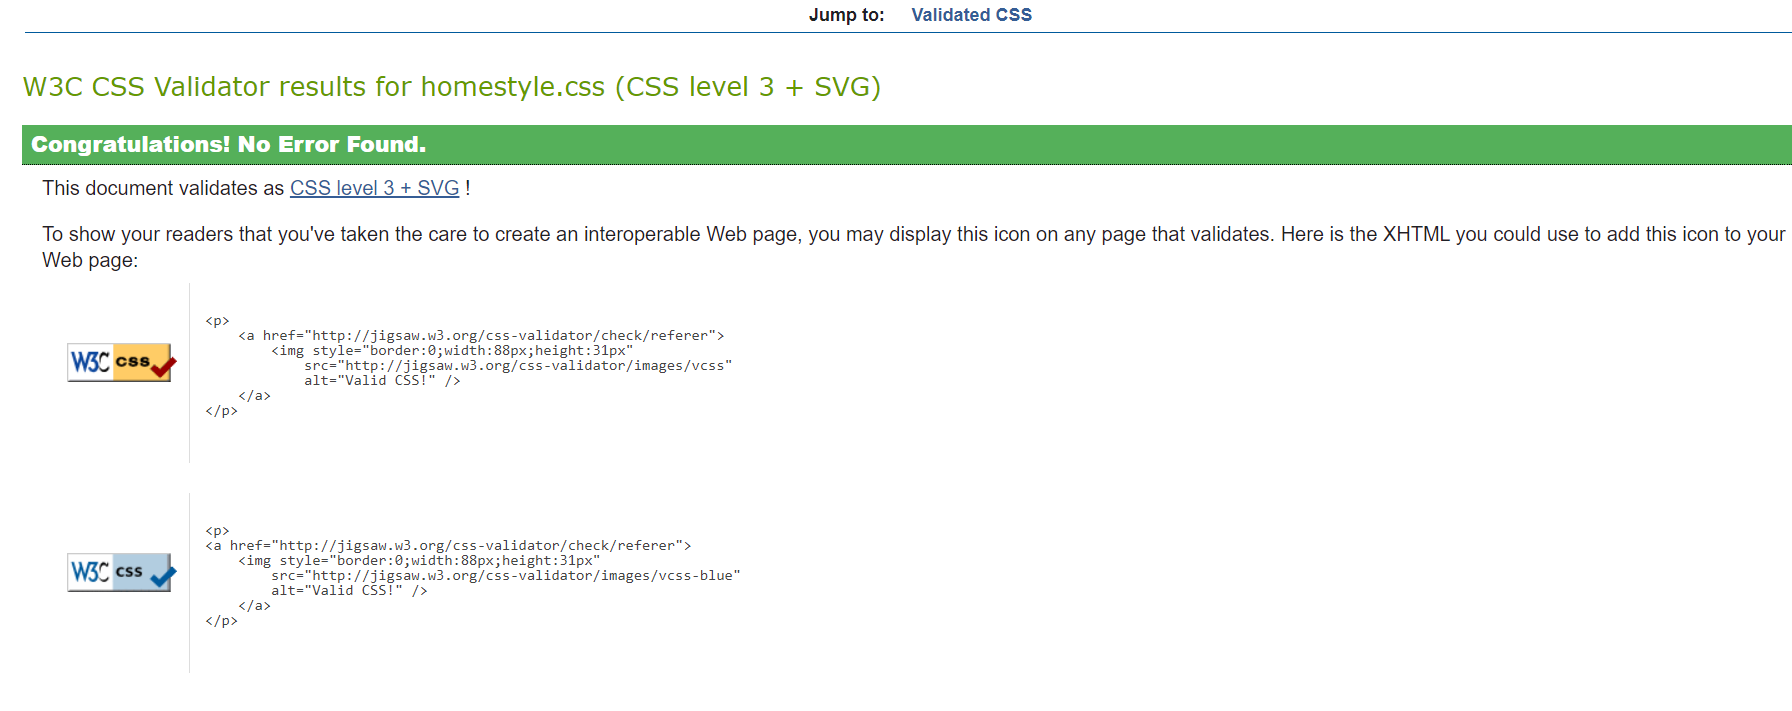 Jump to: Validated CSS
W3C CSS Validator results for homestyle.css (CSS level 3 + SVG)
Congratulations! No Error Found.
This document validates as CSS level 3 + SVG !
To show your readers that you've taken the care to create an interoperable Web page, you may display this icon on any page that validates. Here is the XHTML you could use to add this icon to your
Web page:
W3C css
<p>
<a href="http://jigsaw.w3.org/css-validator/check/referer">
<img style="border:0;width:88px;height:31px"
src="http://jigsaw.w3.org/css-validator/images/vcss"
alt="Valid CSS!" />
</a>
</p>
W3C css
<p>
<a href="http://jigsaw.w3.org/css-validator/check/referer">
<img style="border:0;width:88px;height:31px"
src="http://jigsaw.w3.org/css-validator/images/vcss-blue"
alt="Valid CSS!" />
</a>
</p>